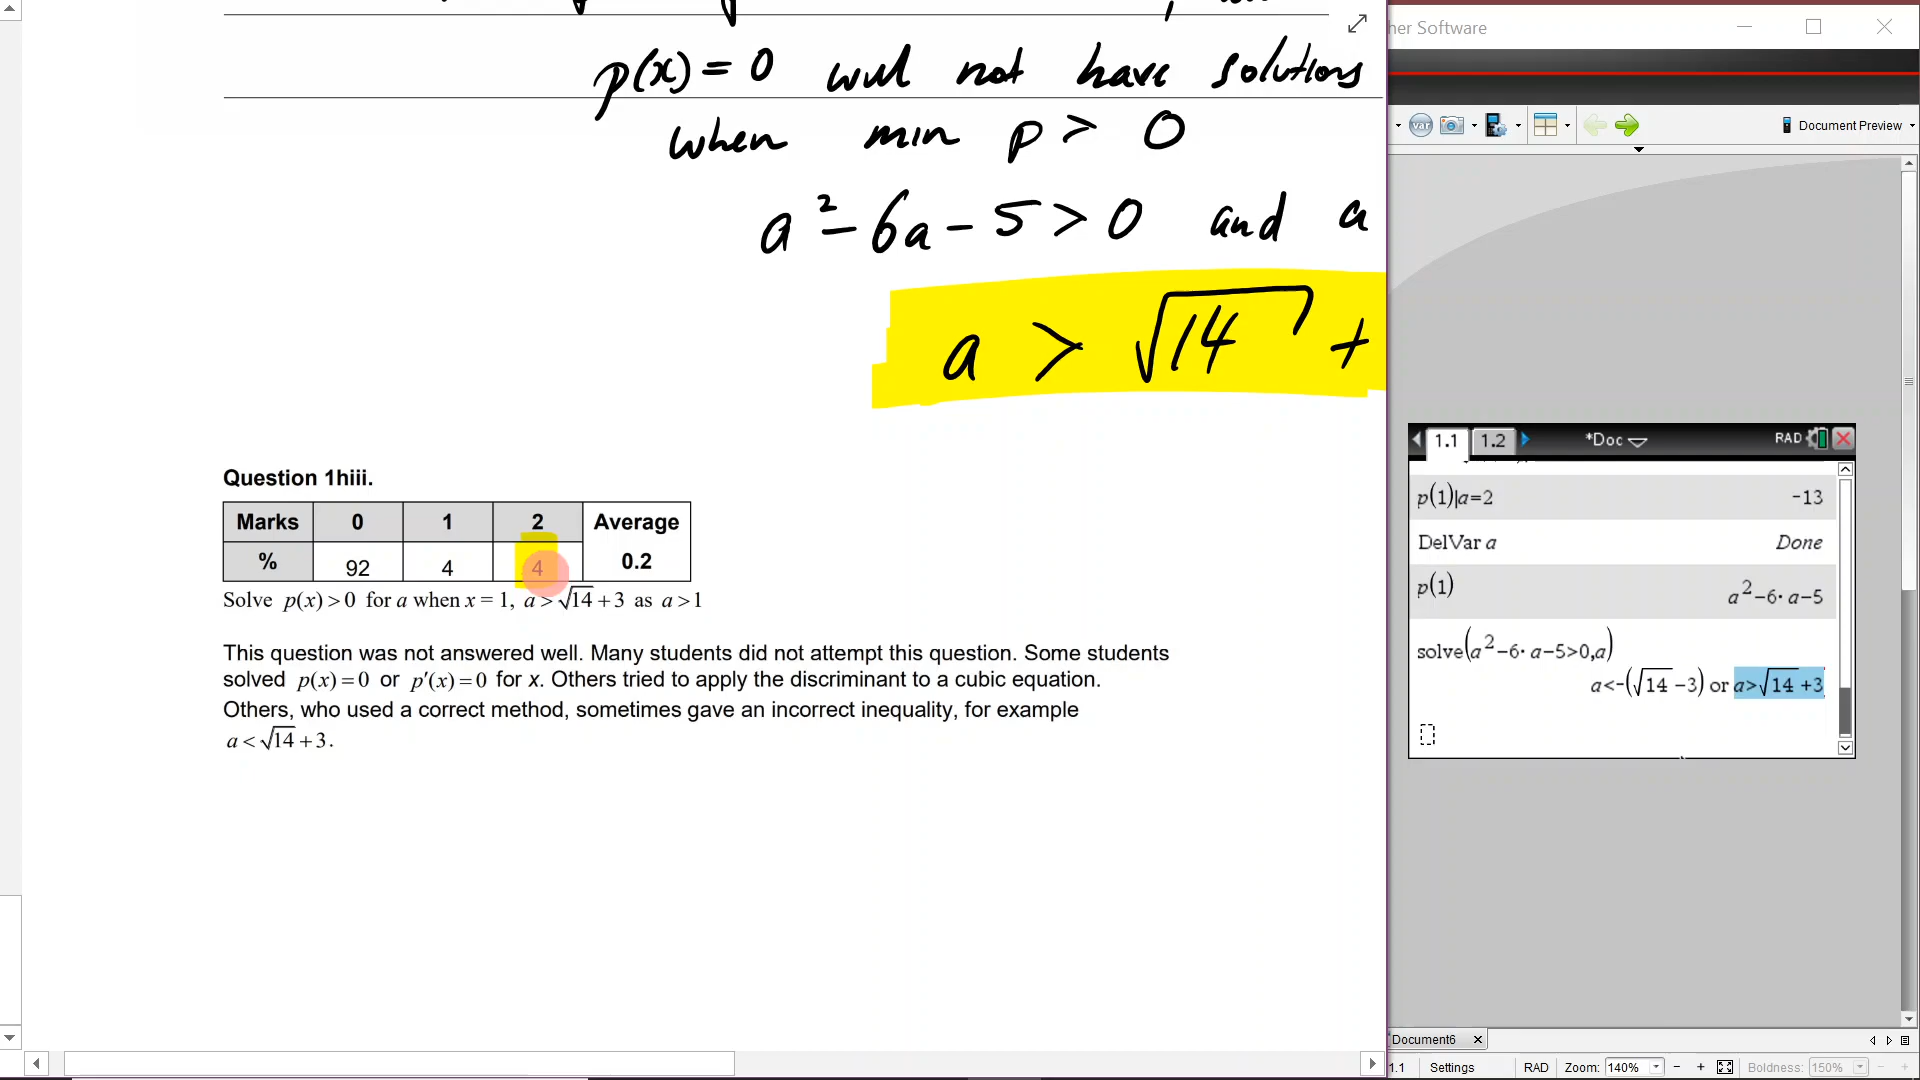 p(x) = 0 will not have solutions
when min p > 0
a² - 6a - 5 > 0 and a
a > √14 +
Question 1hiii.
Marks 0 1 2 Average
% 92 4 4 0.2
Solve p(x) > 0 for a when x = 1, a > √14 + 3 as a > 1
This question was not answered well. Many students did not attempt this question. Some students
solved p(x) = 0 or p′(x) = 0 for x. Others tried to apply the discriminant to a cubic equation.
Others, who used a correct method, sometimes gave an incorrect inequality, for example
a < √14 + 3.
her Software
var
Document Preview
1.1 1.2 *Doc RAD
p(1)|a=2 -13
DelVar a Done
p(1) a²-6·a-5
solve(a²-6·a-5>0,a)
a<-(√14-3) or a>√14+3
Document6
1.1 Settings RAD Zoom: 140% - + Boldness: 150% - +